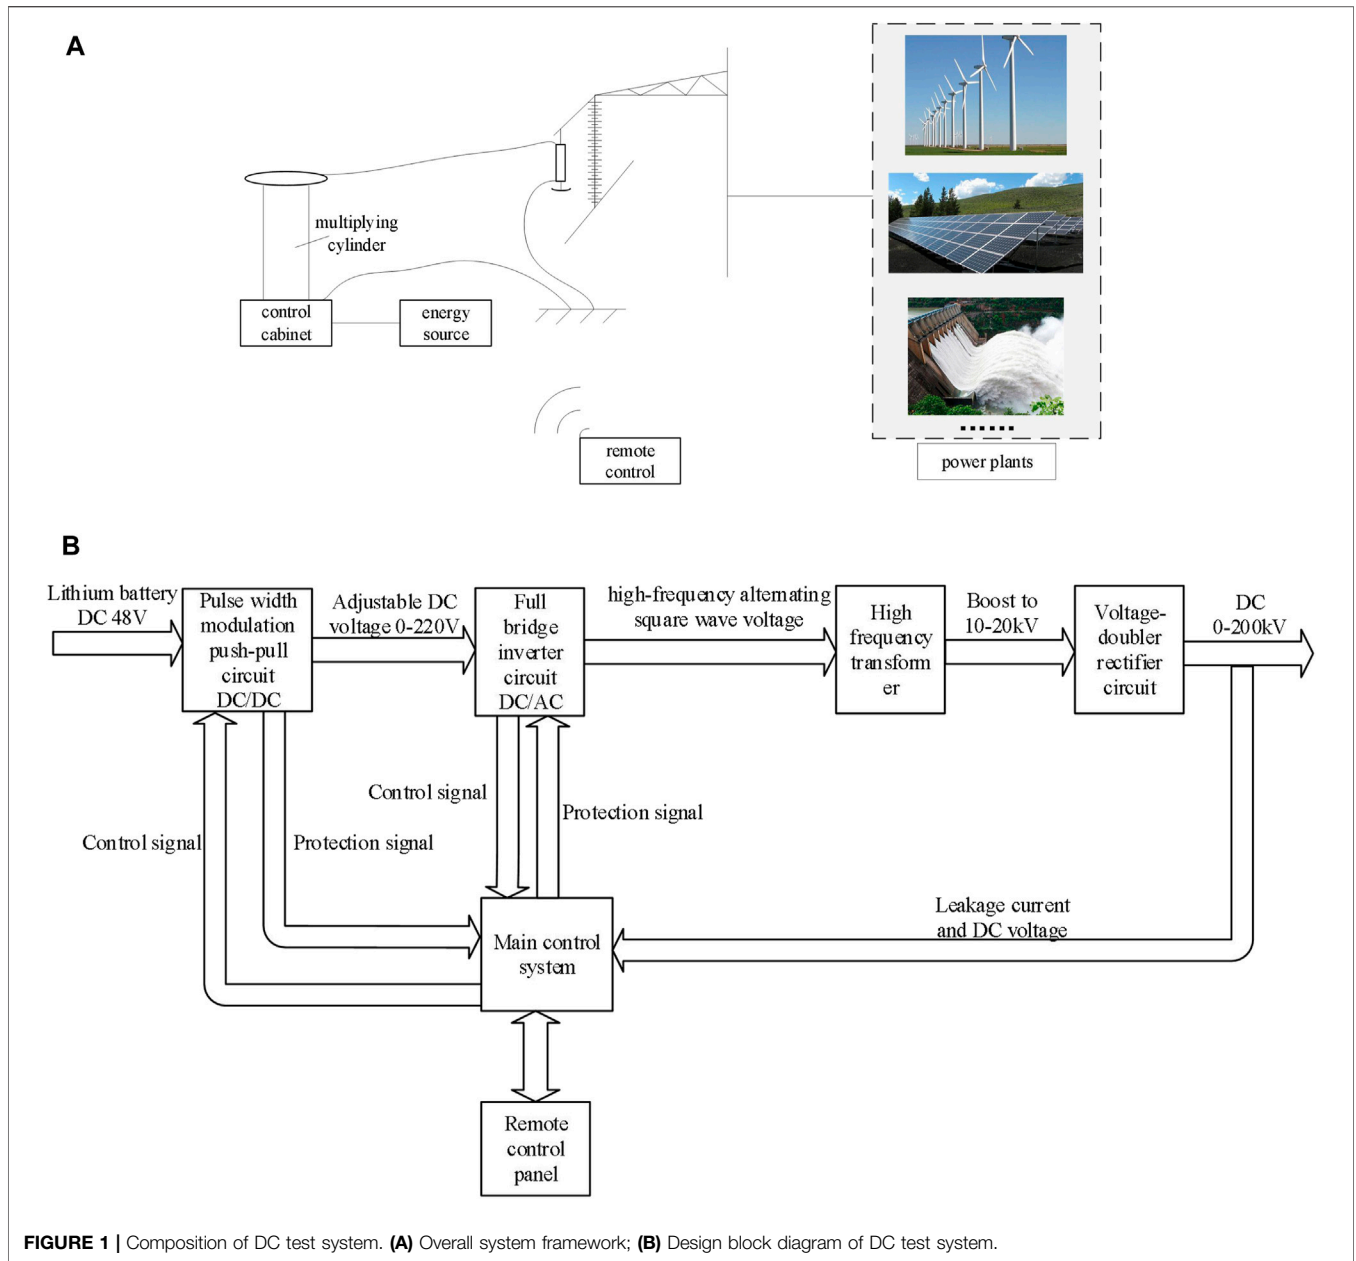 A
multiplying
cylinder
control
cabinet
energy
source
remote
control
power plants
B
Lithium battery
DC 48V
Pulse width
modulation
push-pull
circuit
DC/DC
Adjustable DC
voltage 0-220V
Full
bridge
inverter
circuit
DC/AC
high-frequency alternating
square wave voltage
High
frequency
transform
er
Boost to
10-20kV
Voltage-
doubler
rectifier
circuit
DC
0-200kV
Control signal
Protection signal
Control signal
Protection signal
Leakage current
and DC voltage
Main control
system
Remote
control
panel
FIGURE 1 | Composition of DC test system. (A) Overall system framework; (B) Design block diagram of DC test system.